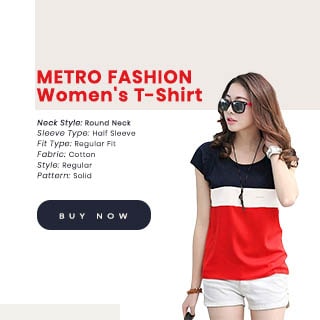 METRO FASHION
Women's T-Shirt
Neck Style: Round Neck
Sleeve Type: Half Sleeve
Fit Type: Regular Fit
Fabric: Cotton
Style: Regular
Pattern: Solid
BUY NOW